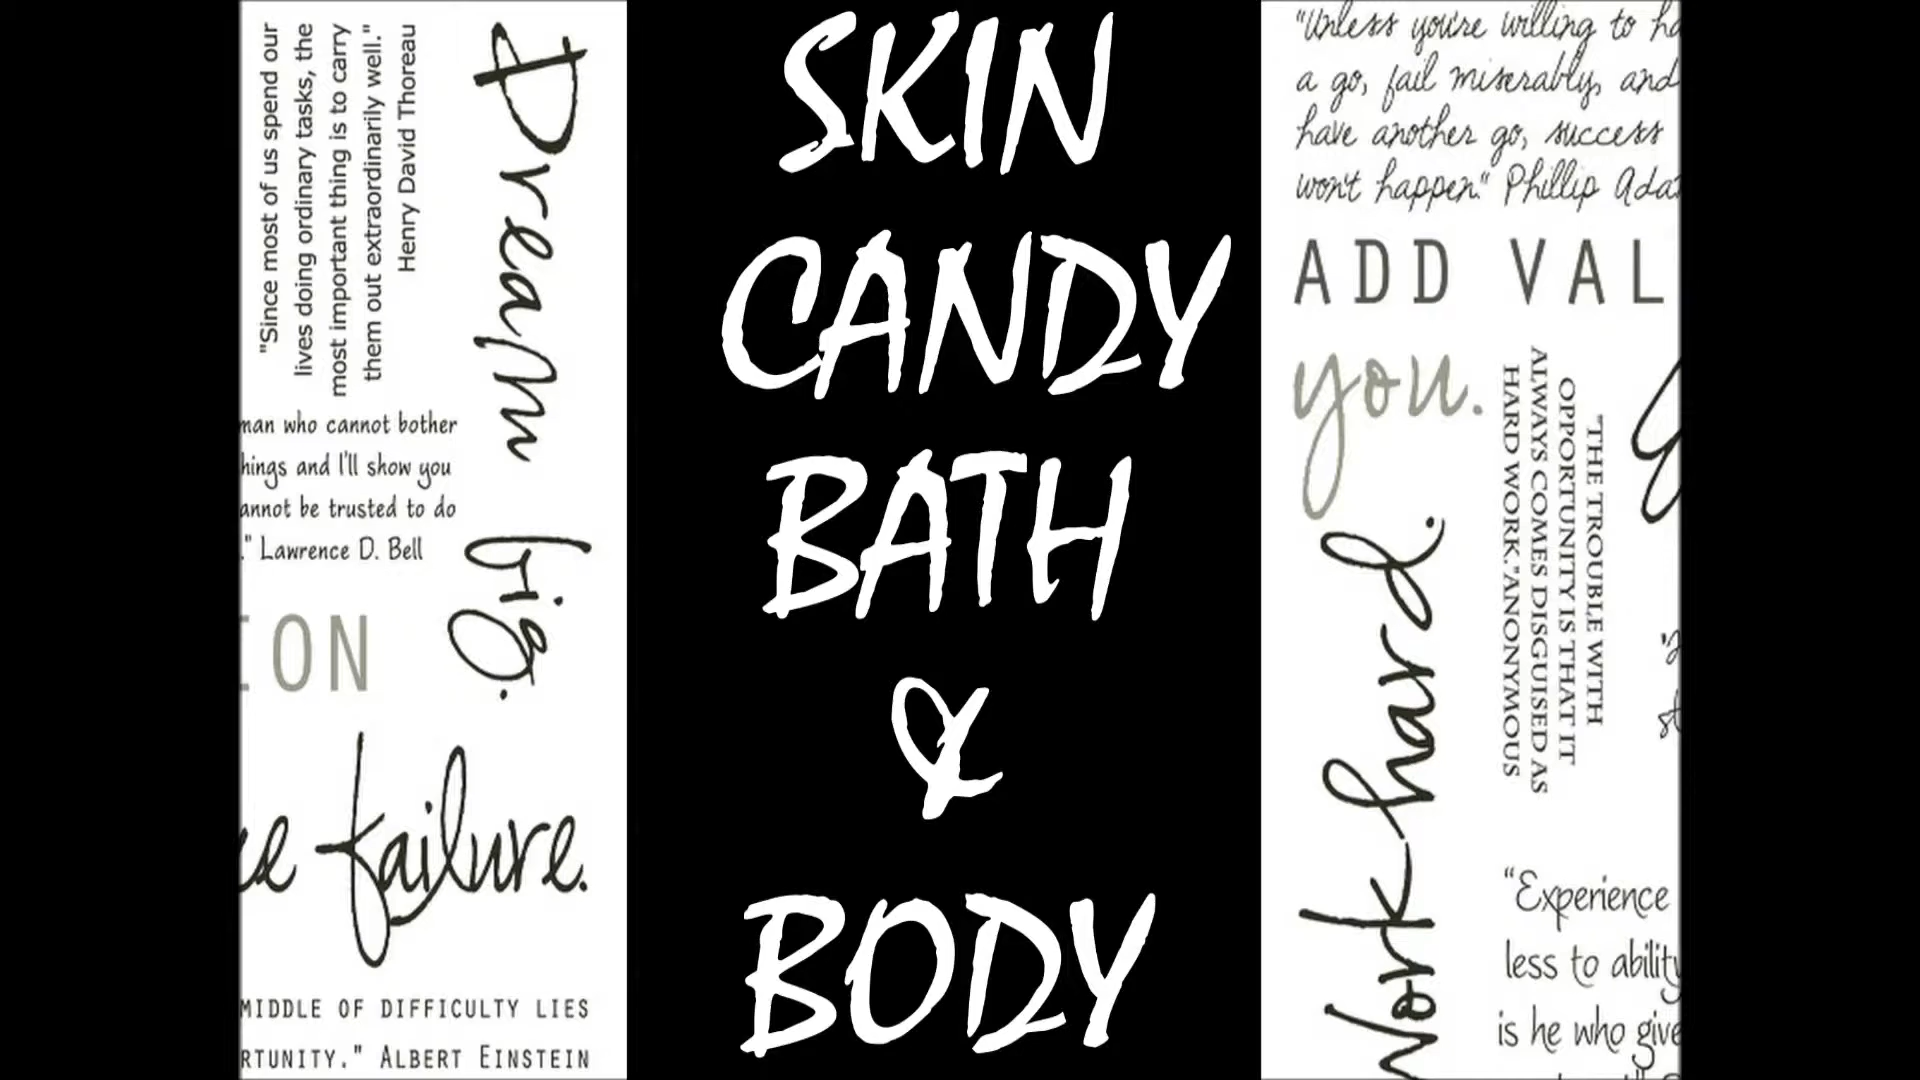 "Since most of us spend our
lives doing ordinary tasks, the
most important thing is to carry
them out extraordinarily well."
Henry David Thoreau
Dream big.
man who cannot bother
hings and I'll show you
annot be trusted to do
." Lawrence D. Bell
ION
failure.
MIDDLE OF DIFFICULTY LIES
RTUNITY." ALBERT EINSTEIN
SKIN
CANDY
BATH
&
BODY
"Unless you're willing to ha
a go, fail miserably, and
have another go, success
won't happen." Phillip Ada
ADD VAL
you.
"THE TROUBLE WITH
OPPORTUNITY IS THAT IT
ALWAYS COMES DISGUISED AS
HARD WORK." ANONYMOUS
Work hard.
"Experience
less to ability
is he who give